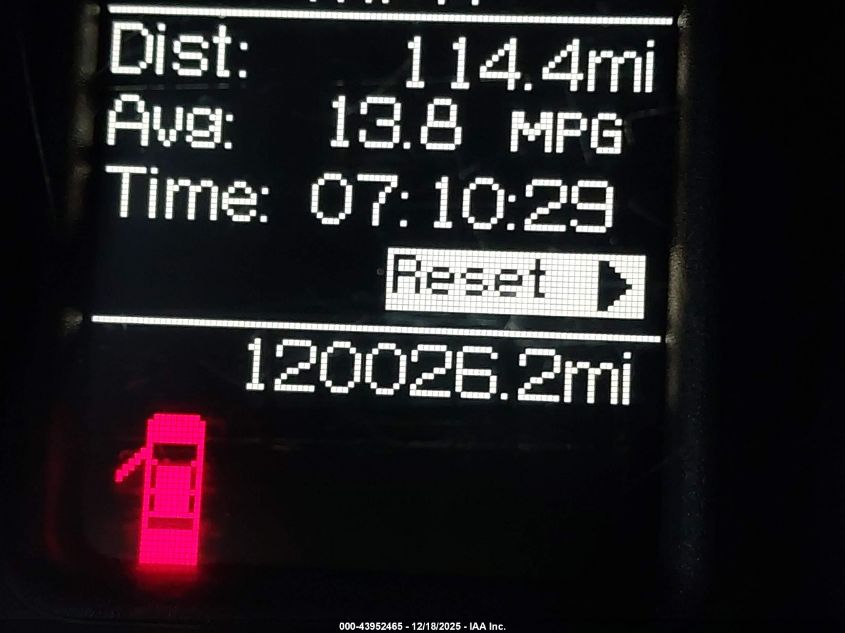 Dist: 114.4mi
Avg: 13.8 MPG
Time: 07:10:29
Reset
120026.2mi
000-43952465 - 12/18/2025 - IAA Inc.